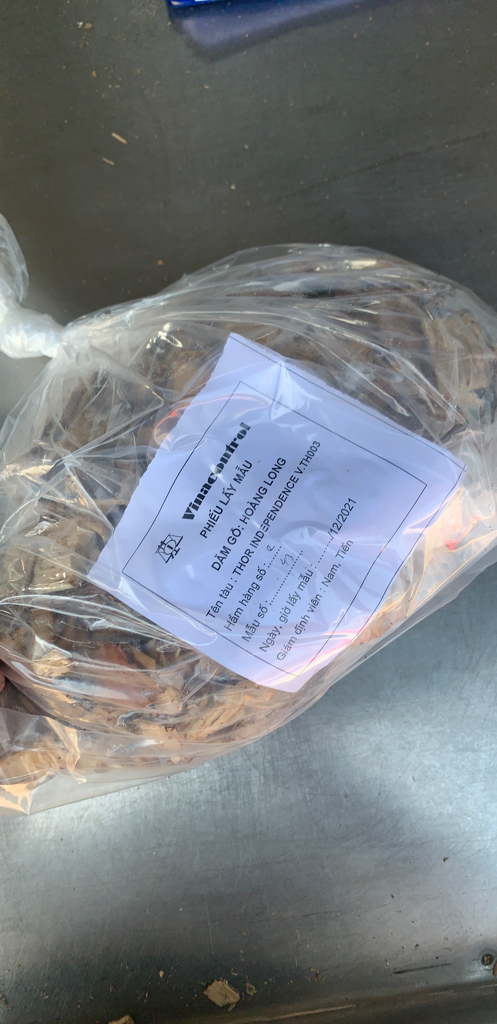 Vinacontrol
PHIẾU LẤY MẪU
DĂM GỖ: HOÀNG LONG
Tên tàu : THOR INDEPENDENCE V.TH003
Hầm hàng số :
Mẫu số :
Ngày, giờ lấy mẫu : ............/12/2021
Giám định viên : Nam, Tiến